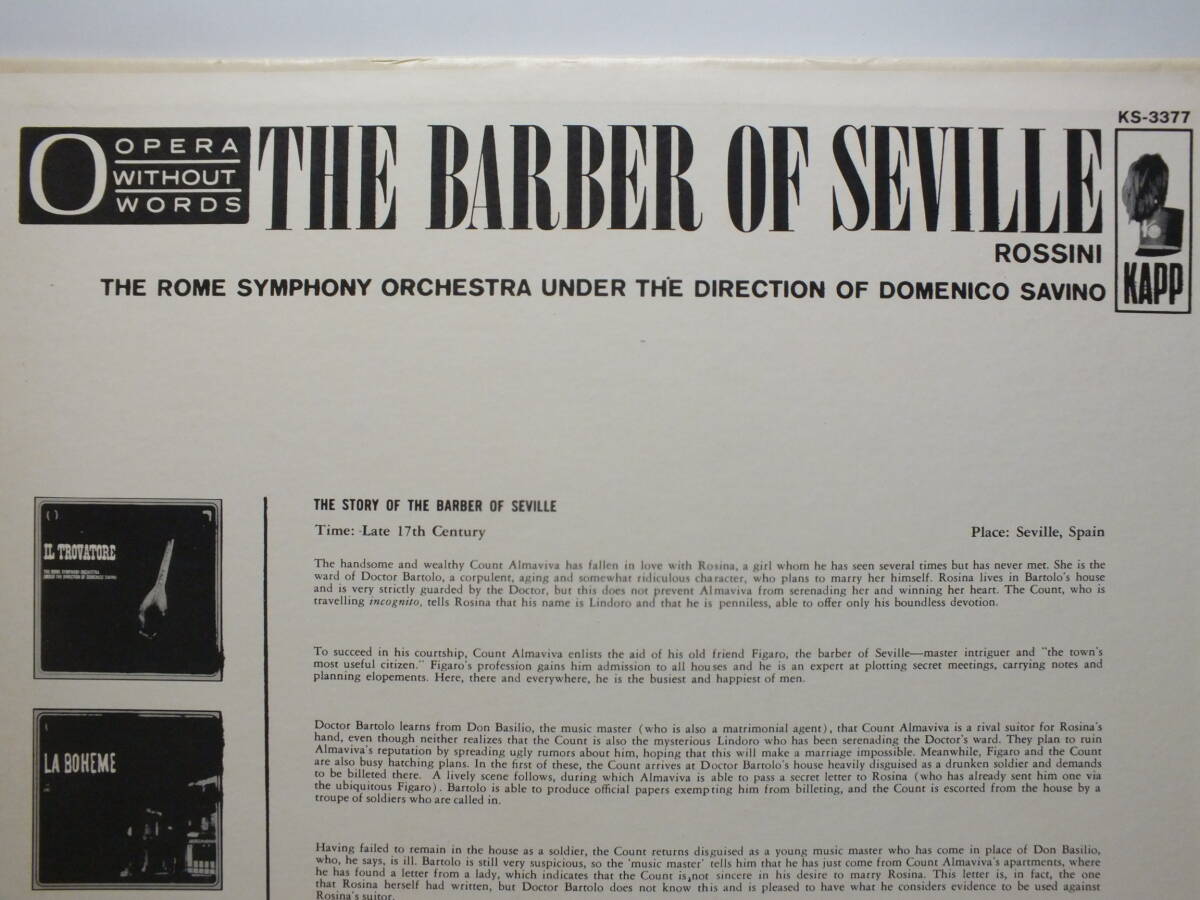 KS-3377
O OPERA
WITHOUT
WORDS
THE BARBER OF SEVILLE
ROSSINI
THE ROME SYMPHONY ORCHESTRA UNDER THE DIRECTION OF DOMENICO SAVINO
KAPP
IL TROVATORE
THE ROME SYMPHONY ORCHESTRA
UNDER THE DIRECTION OF DOMENICO SAVINO
LA BOHEME
THE STORY OF THE BARBER OF SEVILLE
Time: Late 17th Century
Place: Seville, Spain
The handsome and wealthy Count Almaviva has fallen in love with Rosina, a girl whom he has seen several times but has never met. She is the
ward of Doctor Bartolo, a corpulent, aging and somewhat ridiculous character, who plans to marry her himself. Rosina lives in Bartolo's house
and is very strictly guarded by the Doctor, but this does not prevent Almaviva from serenading her and winning her heart. The Count, who is
travelling incognito, tells Rosina that his name is Lindoro and that he is penniless, able to offer only his boundless devotion.
To succeed in his courtship, Count Almaviva enlists the aid of his old friend Figaro, the barber of Seville—master intriguer and "the town's
most useful citizen." Figaro's profession gains him admission to all houses and he is an expert at plotting secret meetings, carrying notes and
planning elopements. Here, there and everywhere, he is the busiest and happiest of men.
Doctor Bartolo learns from Don Basilio, the music master (who is also a matrimonial agent), that Count Almaviva is a rival suitor for Rosina's
hand, even though neither realizes that the Count is also the mysterious Lindoro who has been serenading the Doctor's ward. They plan to ruin
Almaviva's reputation by spreading ugly rumors about him, hoping that this will make a marriage impossible. Meanwhile, Figaro and the Count
are also busy hatching plans. In the first of these, the Count arrives at Doctor Bartolo's house heavily disguised as a drunken soldier and demands
to be billeted there. A lively scene follows, during which Almaviva is able to pass a secret letter to Rosina (who has already sent him one via
the ubiquitous Figaro). Bartolo is able to produce official papers exempting him from billeting, and the Count is escorted from the house by a
troupe of soldiers who are called in.
Having failed to remain in the house as a soldier, the Count returns disguised as a young music master who has come in place of Don Basilio,
who, he says, is ill. Bartolo is still very suspicious, so the 'music master' tells him that he has just come from Count Almaviva's apartments, where
he has found a letter from a lady, which indicates that the Count is not sincere in his desire to marry Rosina. This letter is, in fact, the one
that Rosina herself had written, but Doctor Bartolo does not know this and is pleased to have what he considers evidence to be used against
Rosina's suitor.